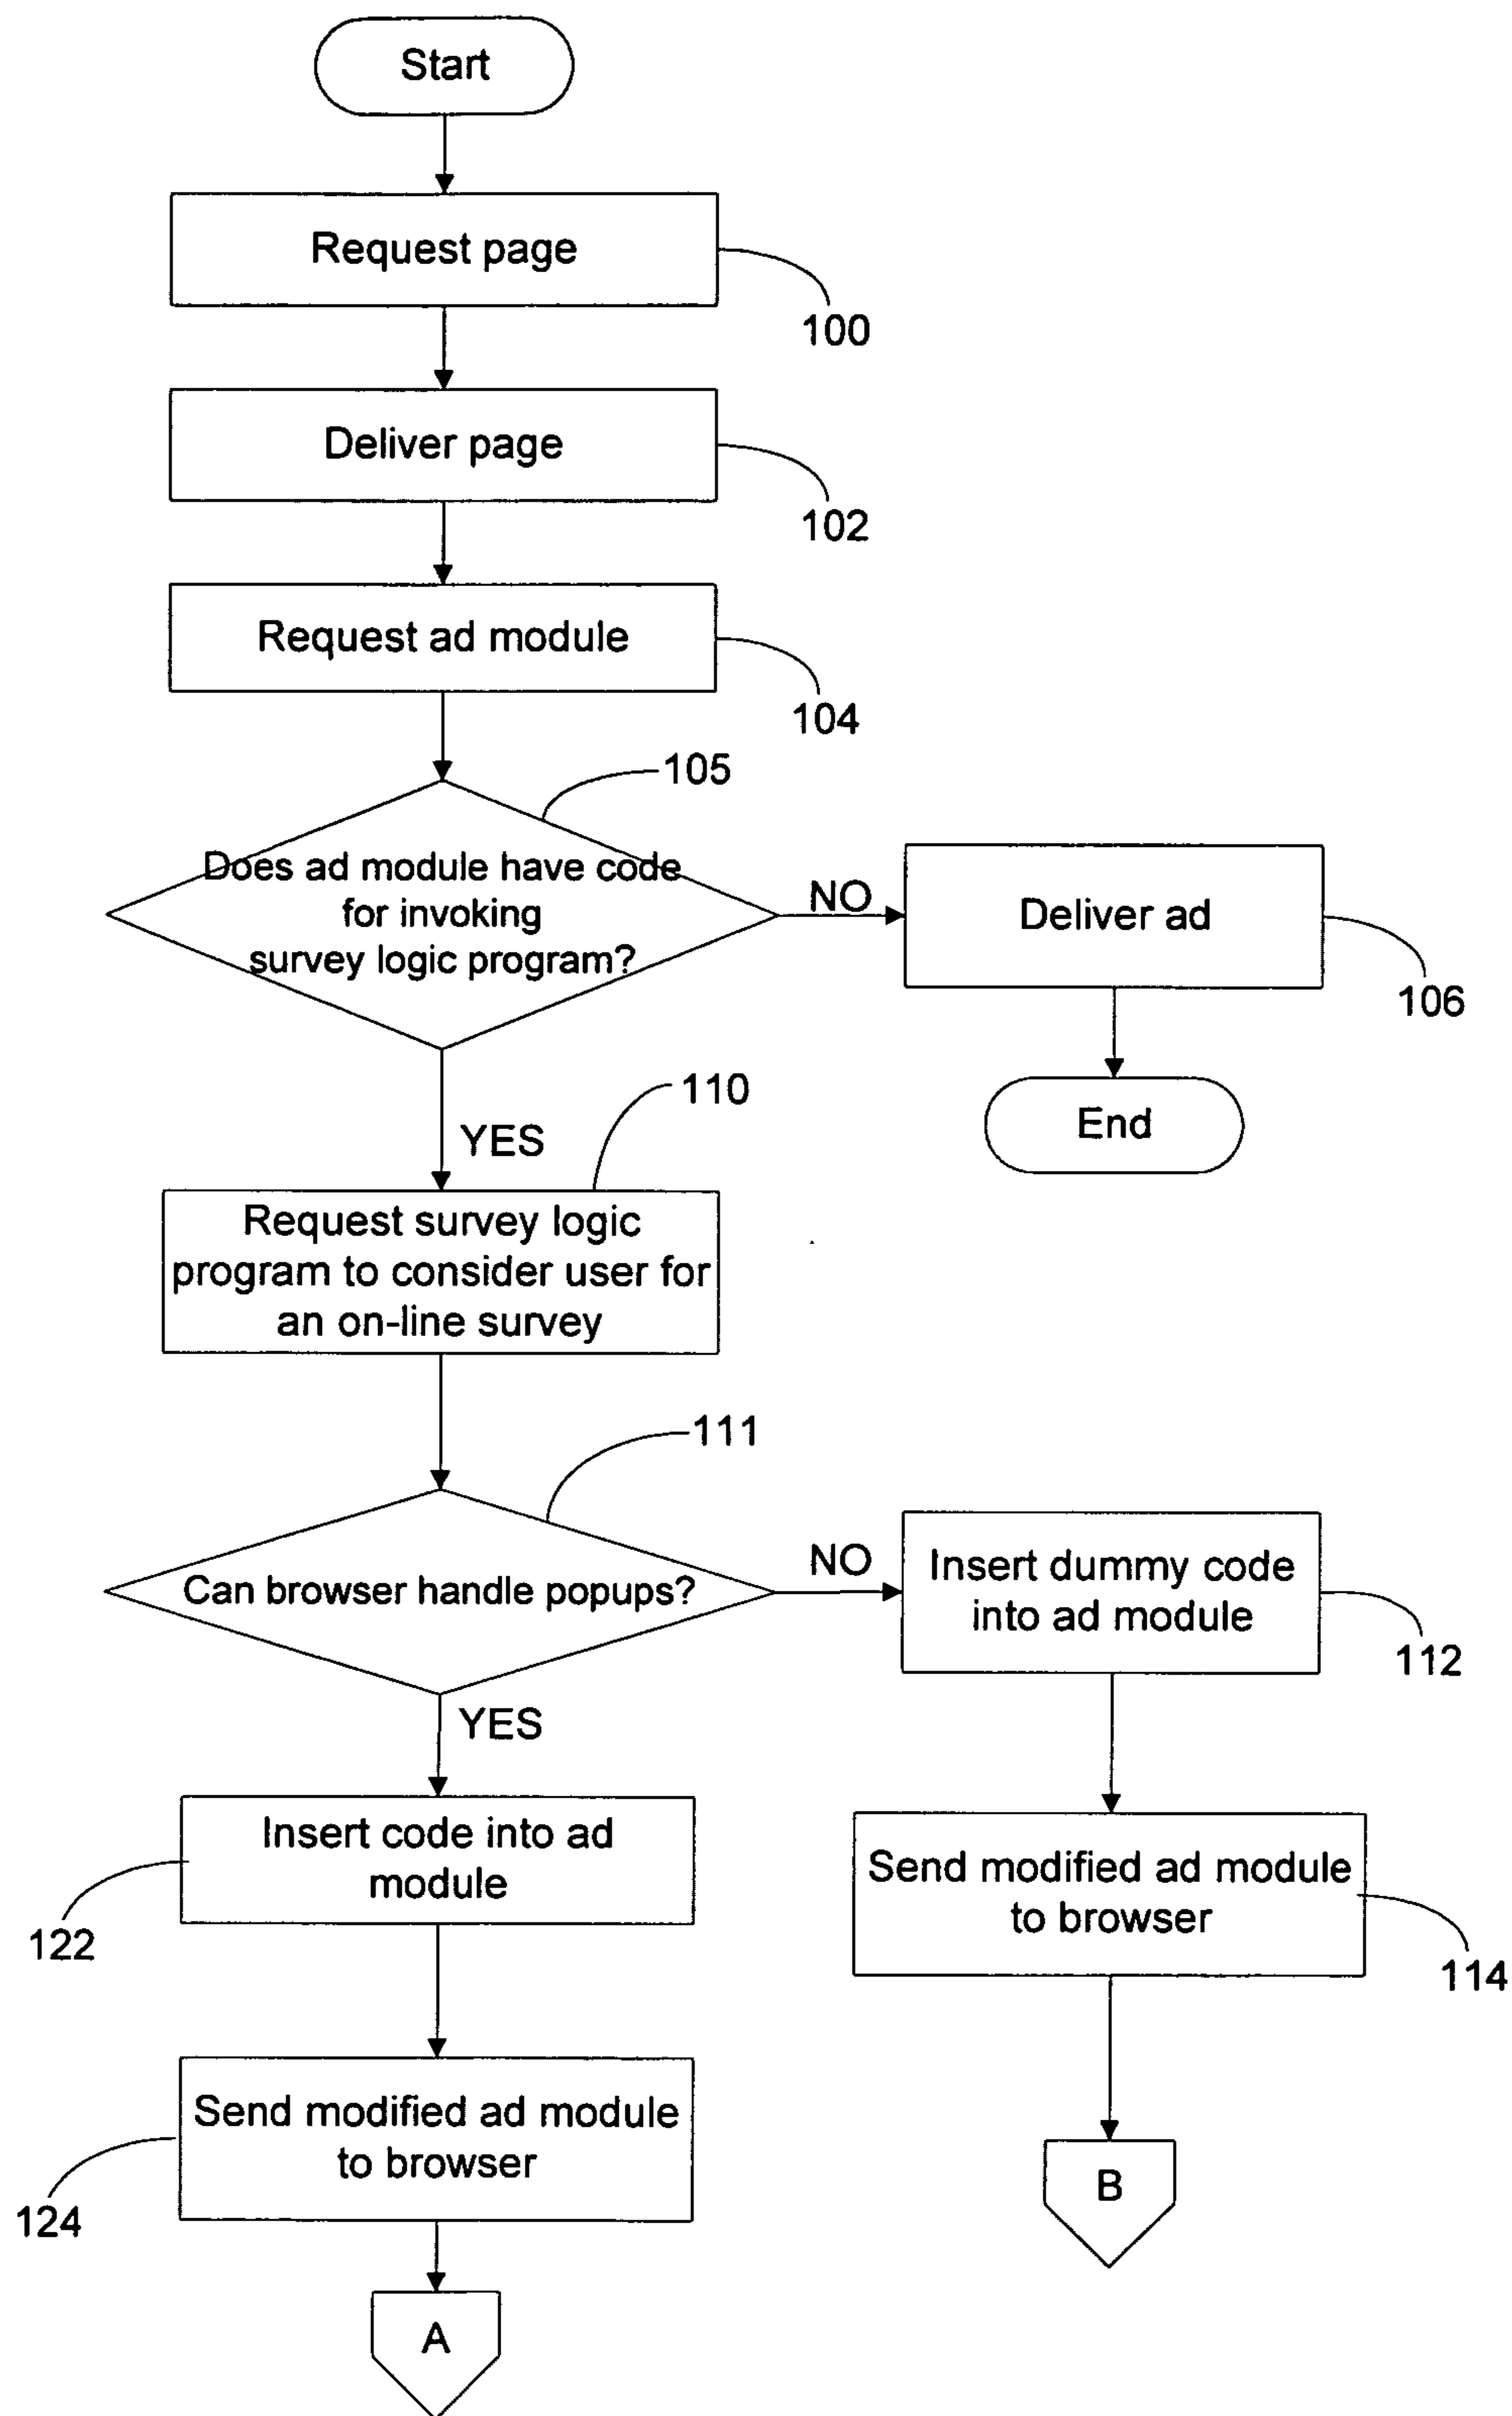 Start
Request page
100
Deliver page
102
Request ad module
104
105
Does ad module have code
for invoking
survey logic program?
NO
Deliver ad
106
End
YES
110
Request survey logic
program to consider user for
an on-line survey
111
Can browser handle popups?
NO
Insert dummy code
into ad module
112
YES
Insert code into ad
module
122
Send modified ad module
to browser
114
Send modified ad module
to browser
124
B
A